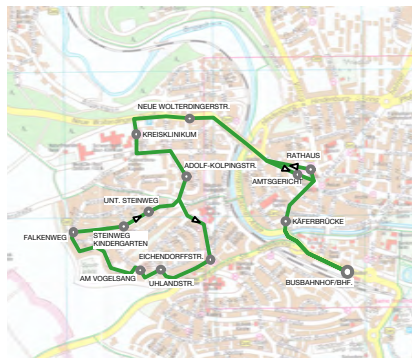 NEUE WOLTERDINGERSTR.
KREISKLINIKUM
RATHAUS
ADOLF-KOLPINGSTR.
AMTSGERICHT
UNT. STEINWEG
KÄFERBRÜCKE
FALKENWEG
STEINWEG
KINDERGARTEN
EICHENDORFFSTR.
AM VOGELSANG
UHLANDSTR.
BUSBAHNHOF/BHF.